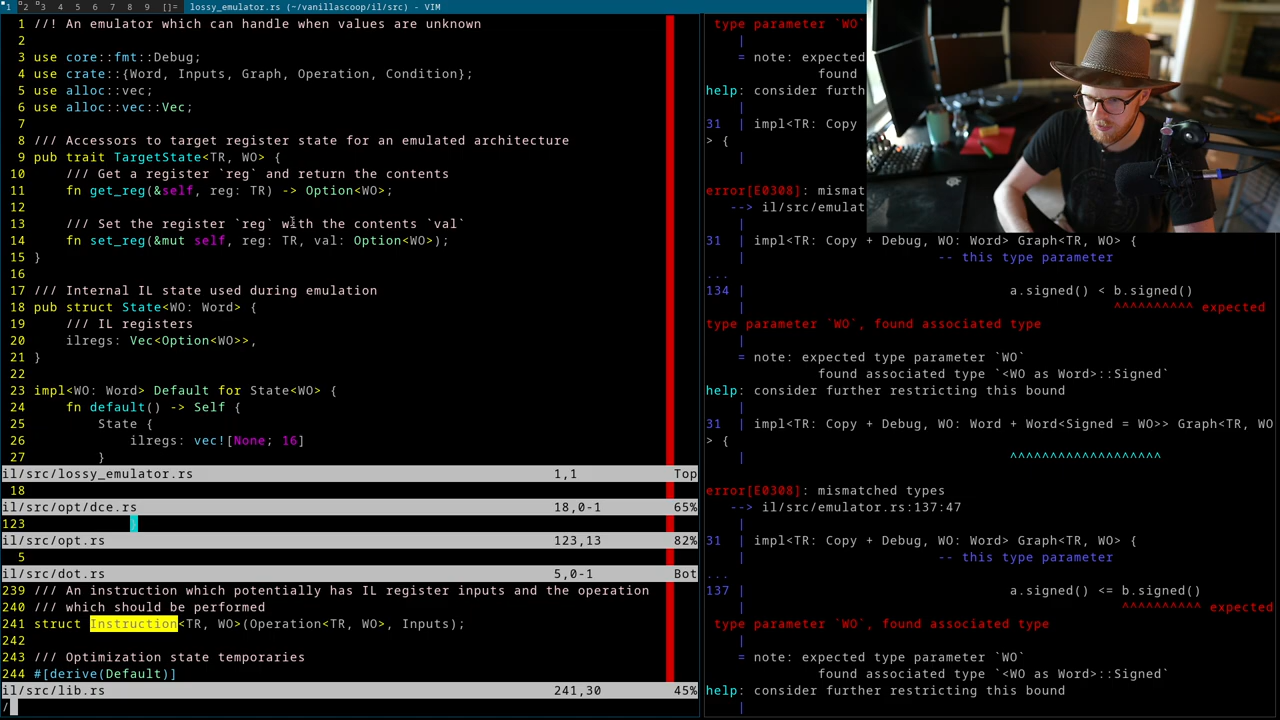 1 2 3 4 5 6 7 8 9 []= lossy_emulator.rs (~/vanillascoop/il/src) - VIM
1 //! An emulator which can handle when values are unknown
2
3 use core::fmt::Debug;
4 use crate::{Word, Inputs, Graph, Operation, Condition};
5 use alloc::vec;
6 use alloc::vec::Vec;
7
8 /// Accessors to target register state for an emulated architecture
9 pub trait TargetState<TR, WO> {
10 /// Get a register `reg` and return the contents
11 fn get_reg(&self, reg: TR) -> Option<WO>;
12
13 /// Set the register `reg` with the contents `val`
14 fn set_reg(&mut self, reg: TR, val: Option<WO>);
15 }
16
17 /// Internal IL state used during emulation
18 pub struct State<WO: Word> {
19 /// IL registers
20 ilregs: Vec<Option<WO>>,
21 }
22
23 impl<WO: Word> Default for State<WO> {
24 fn default() -> Self {
25 State {
26 ilregs: vec![None; 16]
27 }
il/src/lossy_emulator.rs 1,1 Top
18
il/src/opt/dce.rs 18,0-1 65%
123 }
il/src/opt.rs 123,13 82%
5
il/src/dot.rs 5,0-1 Bot
239 /// An instruction which potentially has IL register inputs and the operation
240 /// which should be performed
241 struct Instruction<TR, WO>(Operation<TR, WO>, Inputs);
242
243 /// Optimization state temporaries
244 #[derive(Default)]
il/src/lib.rs 241,30 45%
/
type parameter `WO`
|
= note: expected
found
help: consider furth
|
31 | impl<TR: Copy
> {
|
error[E0308]: mismat
--> il/src/emulat
|
31 | impl<TR: Copy + Debug, WO: Word> Graph<TR, WO> {
| -- this type parameter
...
134 | a.signed() < b.signed()
| ^^^^^^^^^^ expected
type parameter `WO`, found associated type
|
= note: expected type parameter `WO`
found associated type `<WO as Word>::Signed`
help: consider further restricting this bound
|
31 | impl<TR: Copy + Debug, WO: Word + Word<Signed = WO>> Graph<TR, WO
> {
| ^^^^^^^^^^^^^^^^^^^
error[E0308]: mismatched types
--> il/src/emulator.rs:137:47
|
31 | impl<TR: Copy + Debug, WO: Word> Graph<TR, WO> {
| -- this type parameter
...
137 | a.signed() <= b.signed()
| ^^^^^^^^^^ expected
type parameter `WO`, found associated type
|
= note: expected type parameter `WO`
found associated type `<WO as Word>::Signed`
help: consider further restricting this bound
|